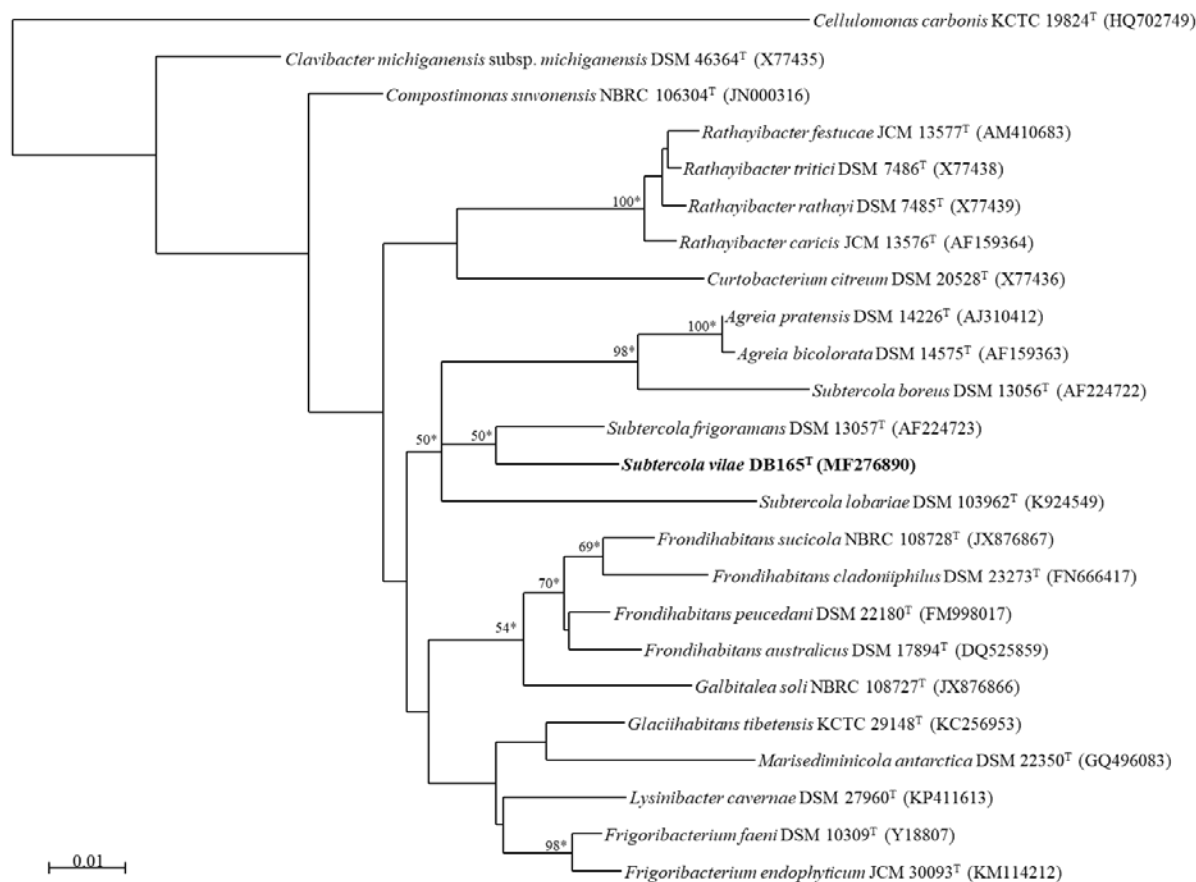 Cellulomonas carbonis KCTC 19824ᵀ (HQ702749)
Clavibacter michiganensis subsp. michiganensis DSM 46364ᵀ (X77435)
Compostimonas suwonensis NBRC 106304ᵀ (JN000316)
Rathayibacter festucae JCM 13577ᵀ (AM410683)
Rathayibacter tritici DSM 7486ᵀ (X77438)
100*
Rathayibacter rathayi DSM 7485ᵀ (X77439)
Rathayibacter caricis JCM 13576ᵀ (AF159364)
Curtobacterium citreum DSM 20528ᵀ (X77436)
Agreia pratensis DSM 14226ᵀ (AJ310412)
100*
Agreia bicolorata DSM 14575ᵀ (AF159363)
98*
Subtercola boreus DSM 13056ᵀ (AF224722)
Subtercola frigoramans DSM 13057ᵀ (AF224723)
50*
50*
Subtercola vilae DB165ᵀ (MF276890)
Subtercola lobariae DSM 103962ᵀ (K924549)
Frondihabitans sucicola NBRC 108728ᵀ (JX876867)
69*
Frondihabitans cladoniiphilus DSM 23273ᵀ (FN666417)
70*
Frondihabitans peucedani DSM 22180ᵀ (FM998017)
54*
Frondihabitans australicus DSM 17894ᵀ (DQ525859)
Galbitalea soli NBRC 108727ᵀ (JX876866)
Glaciihabitans tibetensis KCTC 29148ᵀ (KC256953)
Marisediminicola antarctica DSM 22350ᵀ (GQ496083)
Lysinibacter cavernae DSM 27960ᵀ (KP411613)
Frigoribacterium faeni DSM 10309ᵀ (Y18807)
98*
Frigoribacterium endophyticum JCM 30093ᵀ (KM114212)
0.01